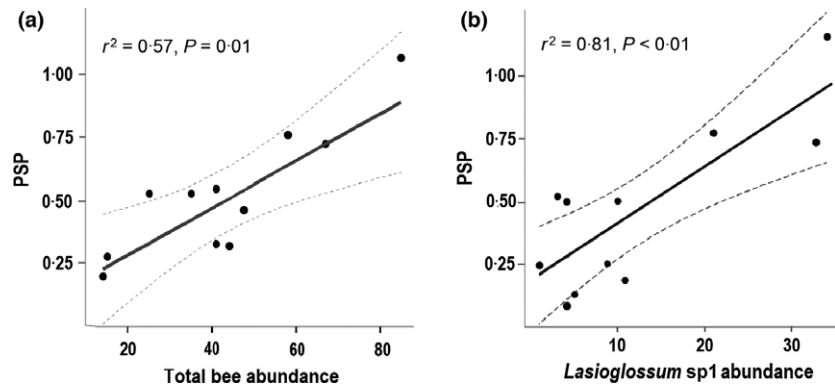 (a)
r² = 0·57, P = 0·01
1·00
0·75
0·50
0·25
PSP
20 40 60 80
Total bee abundance
(b)
r² = 0·81, P < 0·01
1·00
0·75
0·50
0·25
PSP
10 20 30
Lasioglossum sp1 abundance